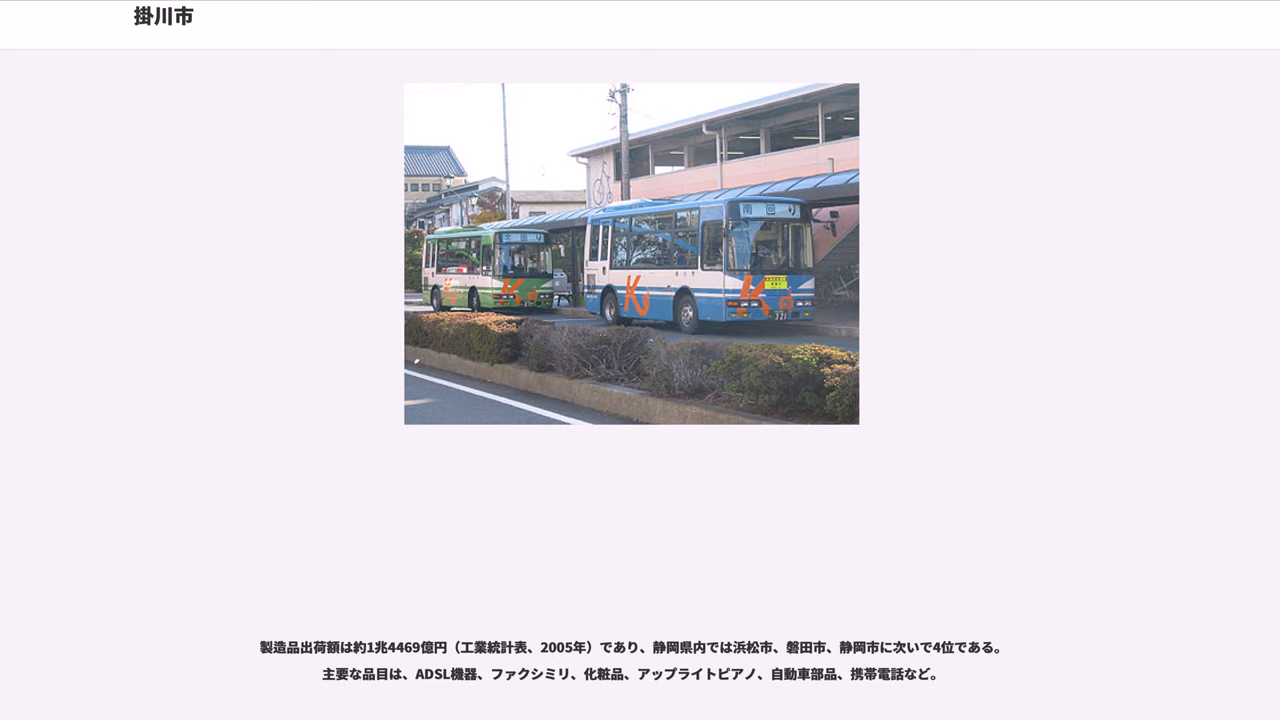 掛川市
南回り
321
製造品出荷額は約1兆4469億円（工業統計表、2005年）であり、静岡県内では浜松市、磐田市、静岡市に次いで4位である。
主要な品目は、ADSL機器、ファクシミリ、化粧品、アップライトピアノ、自動車部品、携帯電話など。